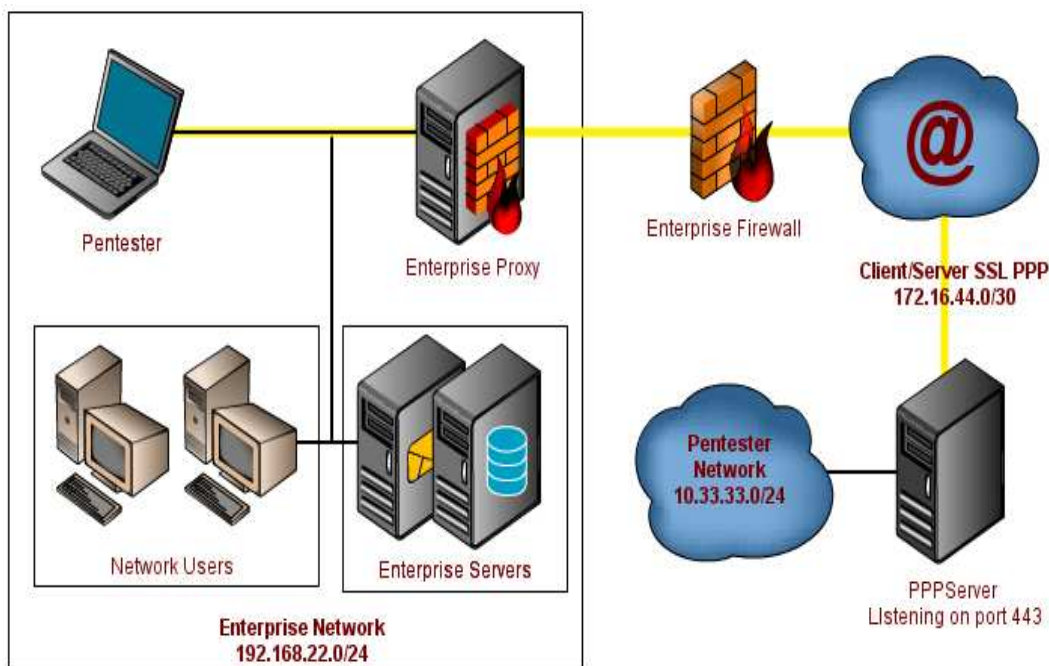 @
Pentester
Enterprise Proxy
Enterprise Firewall
Client/Server SSL PPP
172.16.44.0/30
Pentester
Network
10.33.33.0/24
Network Users
Enterprise Servers
PPPServer
LIstening on port 443
Enterprise Network
192.168.22.0/24